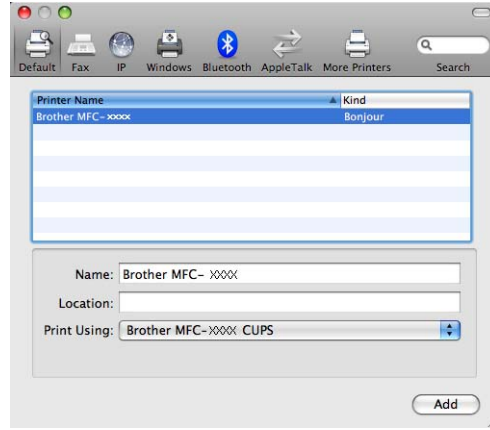 Default Fax IP Windows Bluetooth AppleTalk More Printers Search
Printer Name Kind
Brother MFC-xxxx Bonjour
Name: Brother MFC- XXXX
Location:
Print Using: Brother MFC-XXXX CUPS
Add